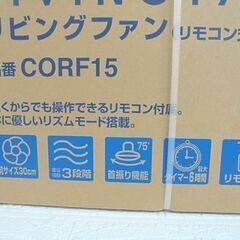 リビングファン(リモコン
品番 CORF15
くからでも操作できるリモコン付属。
に優しいリズムモード搭載。
羽サイズ30cm 3段階 75° 首振り機能 最大 タイマー6時間 リモ